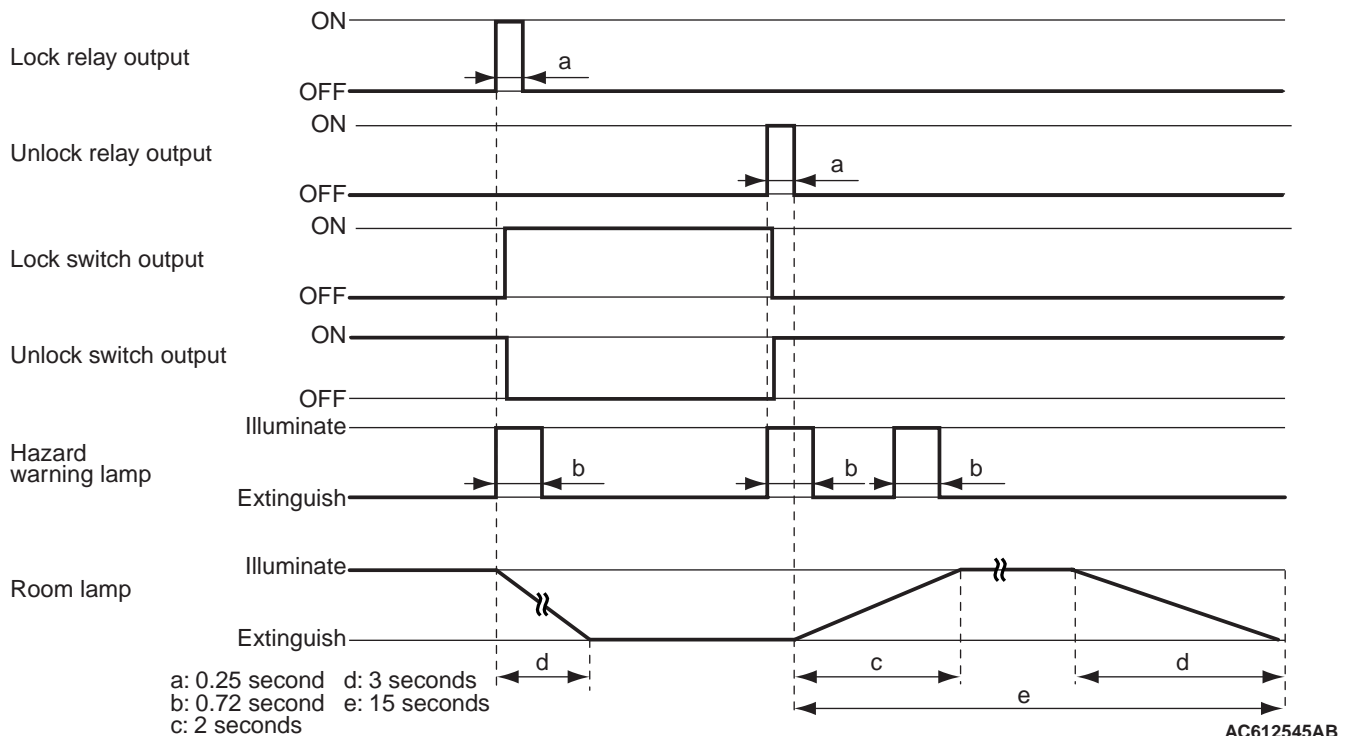 ON
Lock relay output
a
OFF
ON
Unlock relay output
a
OFF
ON
Lock switch output
OFF
ON
Unlock switch output
OFF
Illuminate
Hazard
warning lamp
b b b
Extinguish
Illuminate
Room lamp
Extinguish
d c d
a: 0.25 second d: 3 seconds
b: 0.72 second e: 15 seconds
e
c: 2 seconds
AC612545AB